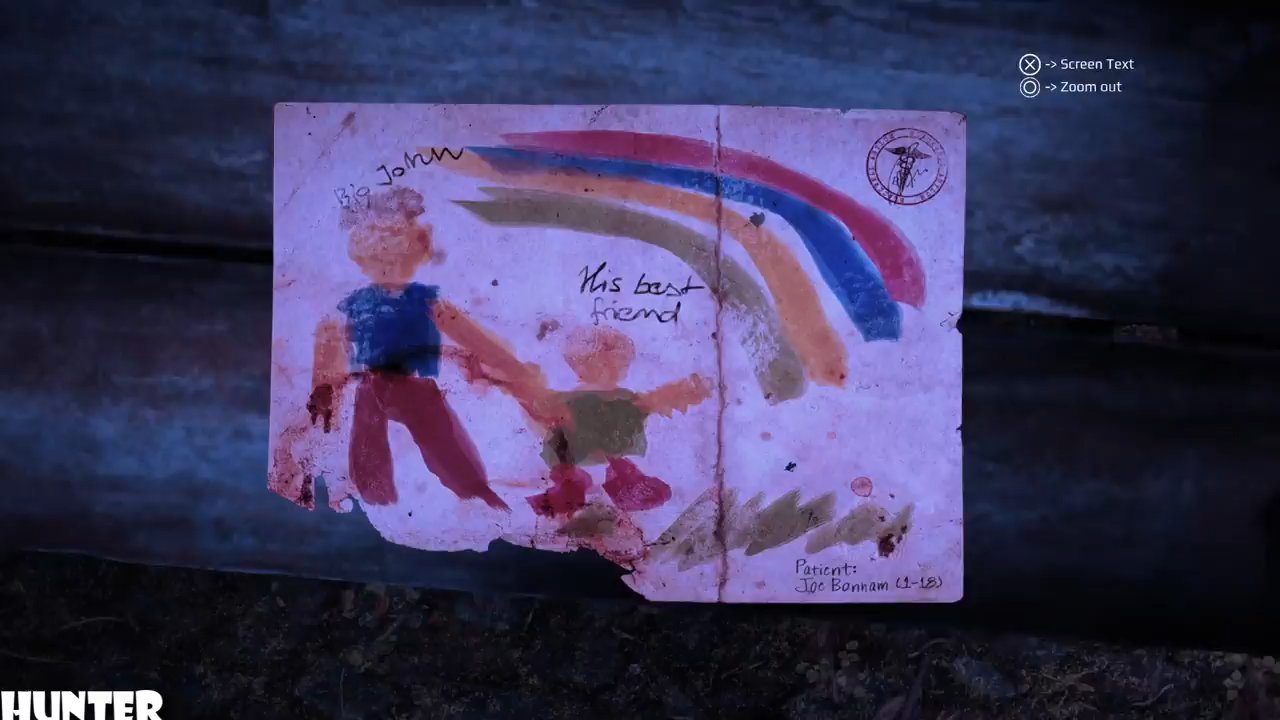 -> Screen Text
-> Zoom out
Big John
His best
friend
Patient:
Joe Bonnam (1-18)
HUNTER